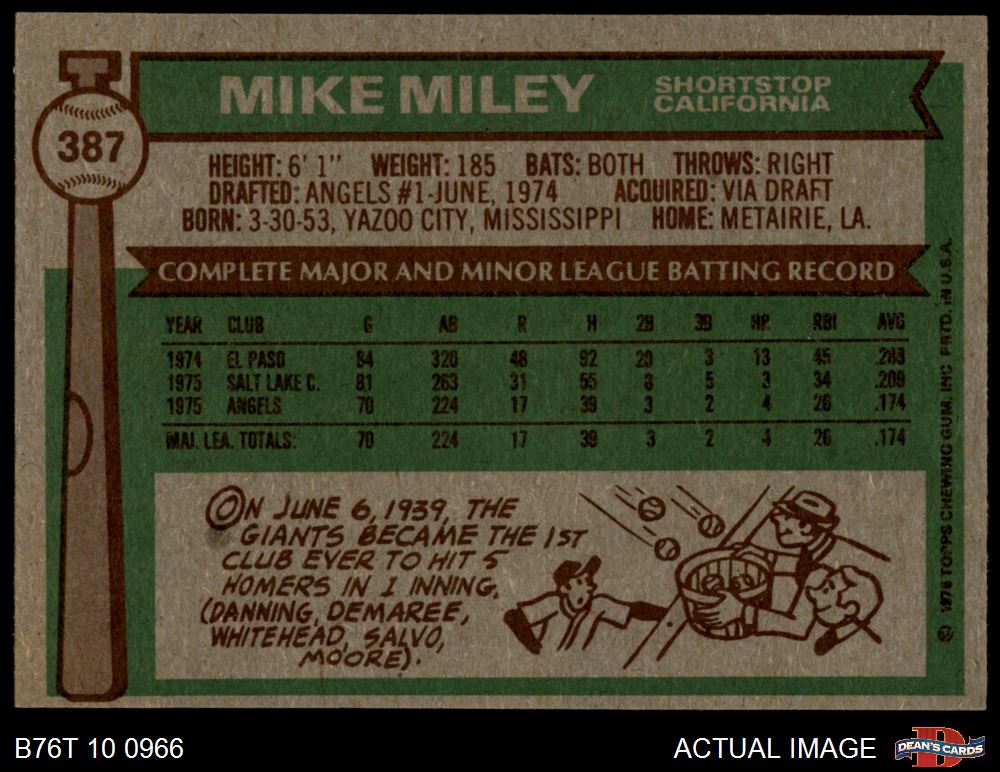 MIKE MILEY
SHORTSTOP
CALIFORNIA
387
HEIGHT: 6' 1" WEIGHT: 185 BATS: BOTH THROWS: RIGHT
DRAFTED: ANGELS #1-JUNE, 1974 ACQUIRED: VIA DRAFT
BORN: 3-30-53, YAZOO CITY, MISSISSIPPI HOME: METAIRIE, LA.
COMPLETE MAJOR AND MINOR LEAGUE BATTING RECORD
YEAR CLUB G AB R H 2B 3B HR RBI AVG
1974 EL PASO 84 320 48 92 20 3 13 45 .288
1975 SALT LAKE C. 81 263 31 55 8 5 3 34 .209
1975 ANGELS 70 224 17 39 3 2 4 26 .174
MAJ. LEA. TOTALS: 70 224 17 39 3 2 4 26 .174
ON JUNE 6, 1939, THE
GIANTS BECAME THE 1ST
CLUB EVER TO HIT 5
HOMERS IN 1 INNING.
(DANNING, DEMAREE,
WHITEHEAD, SALVO,
MOORE).
© 1976 TOPPS CHEWING GUM, INC. PRTD. IN U.S.A.
B76T 10 0966
ACTUAL IMAGE
D
DEAN'S CARDS